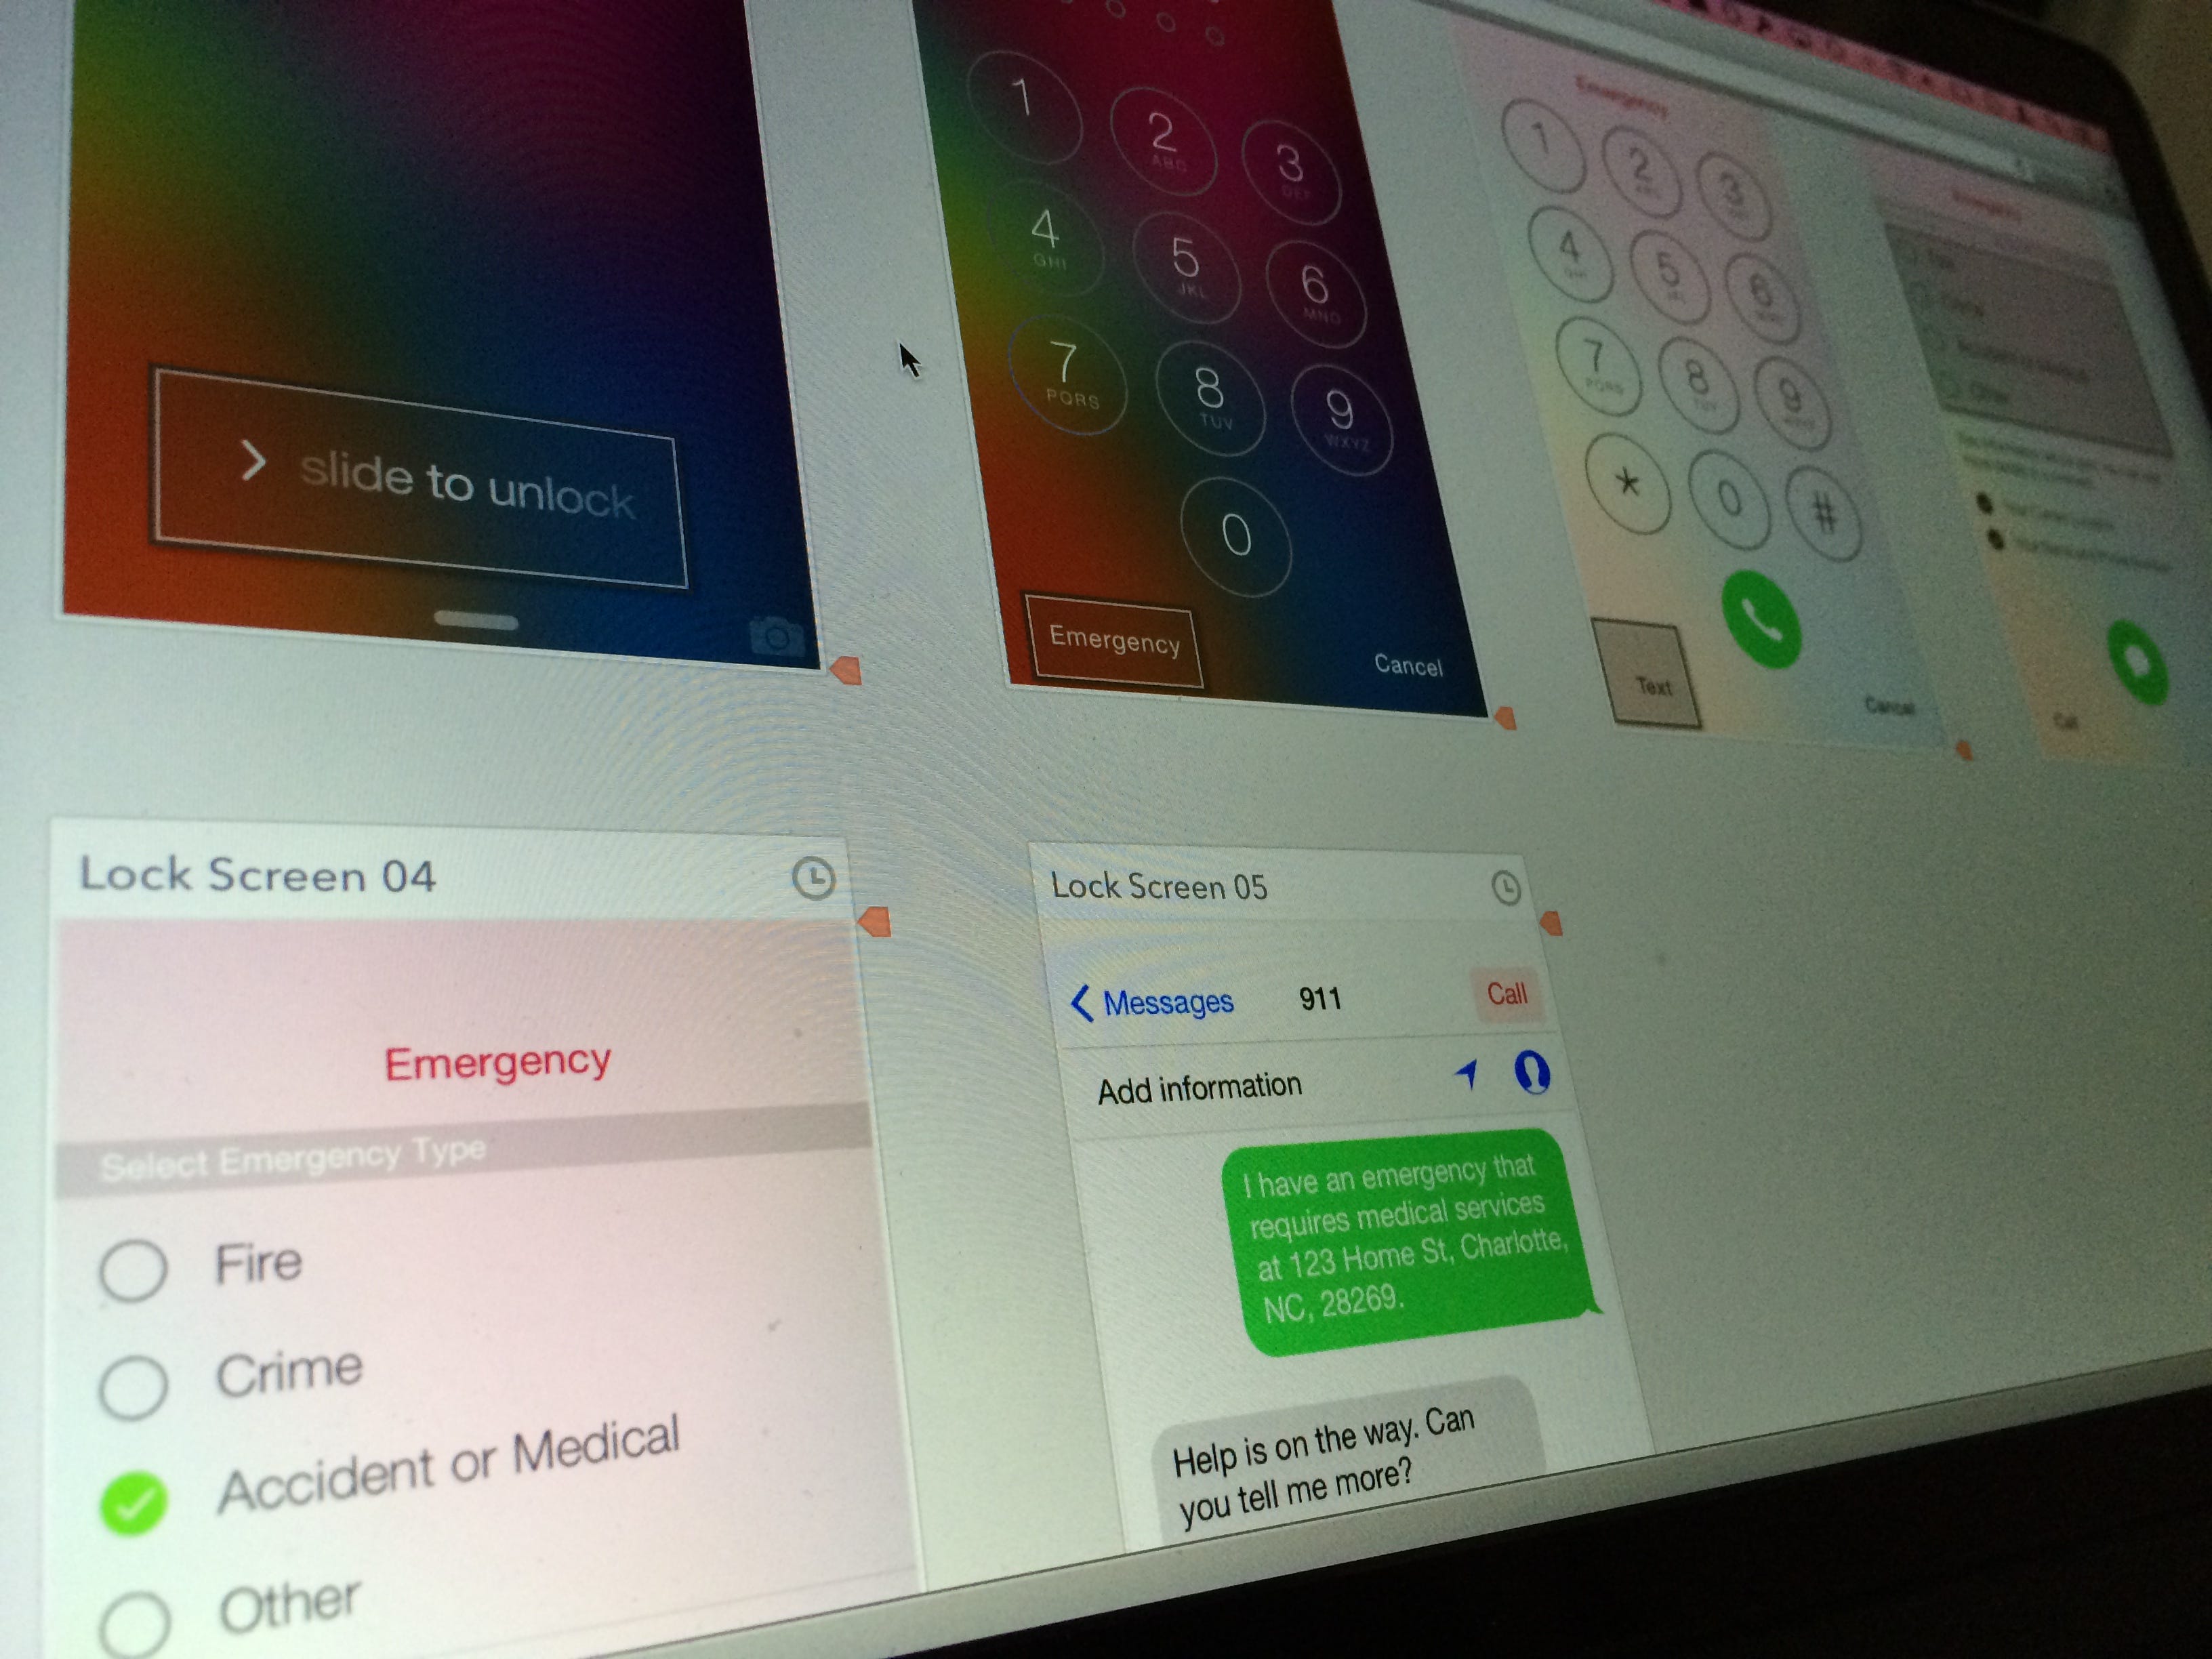 slide to unlock
1
2
ABC
3
DEF
4
GHI
5
JKL
6
MNO
7
PQRS
8
TUV
9
WXYZ
0
Emergency
Cancel
Emergency
1
2
3
4
5
6
7
PQRS
8
TUV
9
*
0
#
Text
Cancel
Emergency
Other
Call
Lock Screen 04
Emergency
Select Emergency Type
Fire
Crime
Accident or Medical
Other
Lock Screen 05
Messages 911 Call
Add information
I have an emergency that
requires medical services
at 123 Home St, Charlotte,
NC, 28269.
Help is on the way. Can
you tell me more?